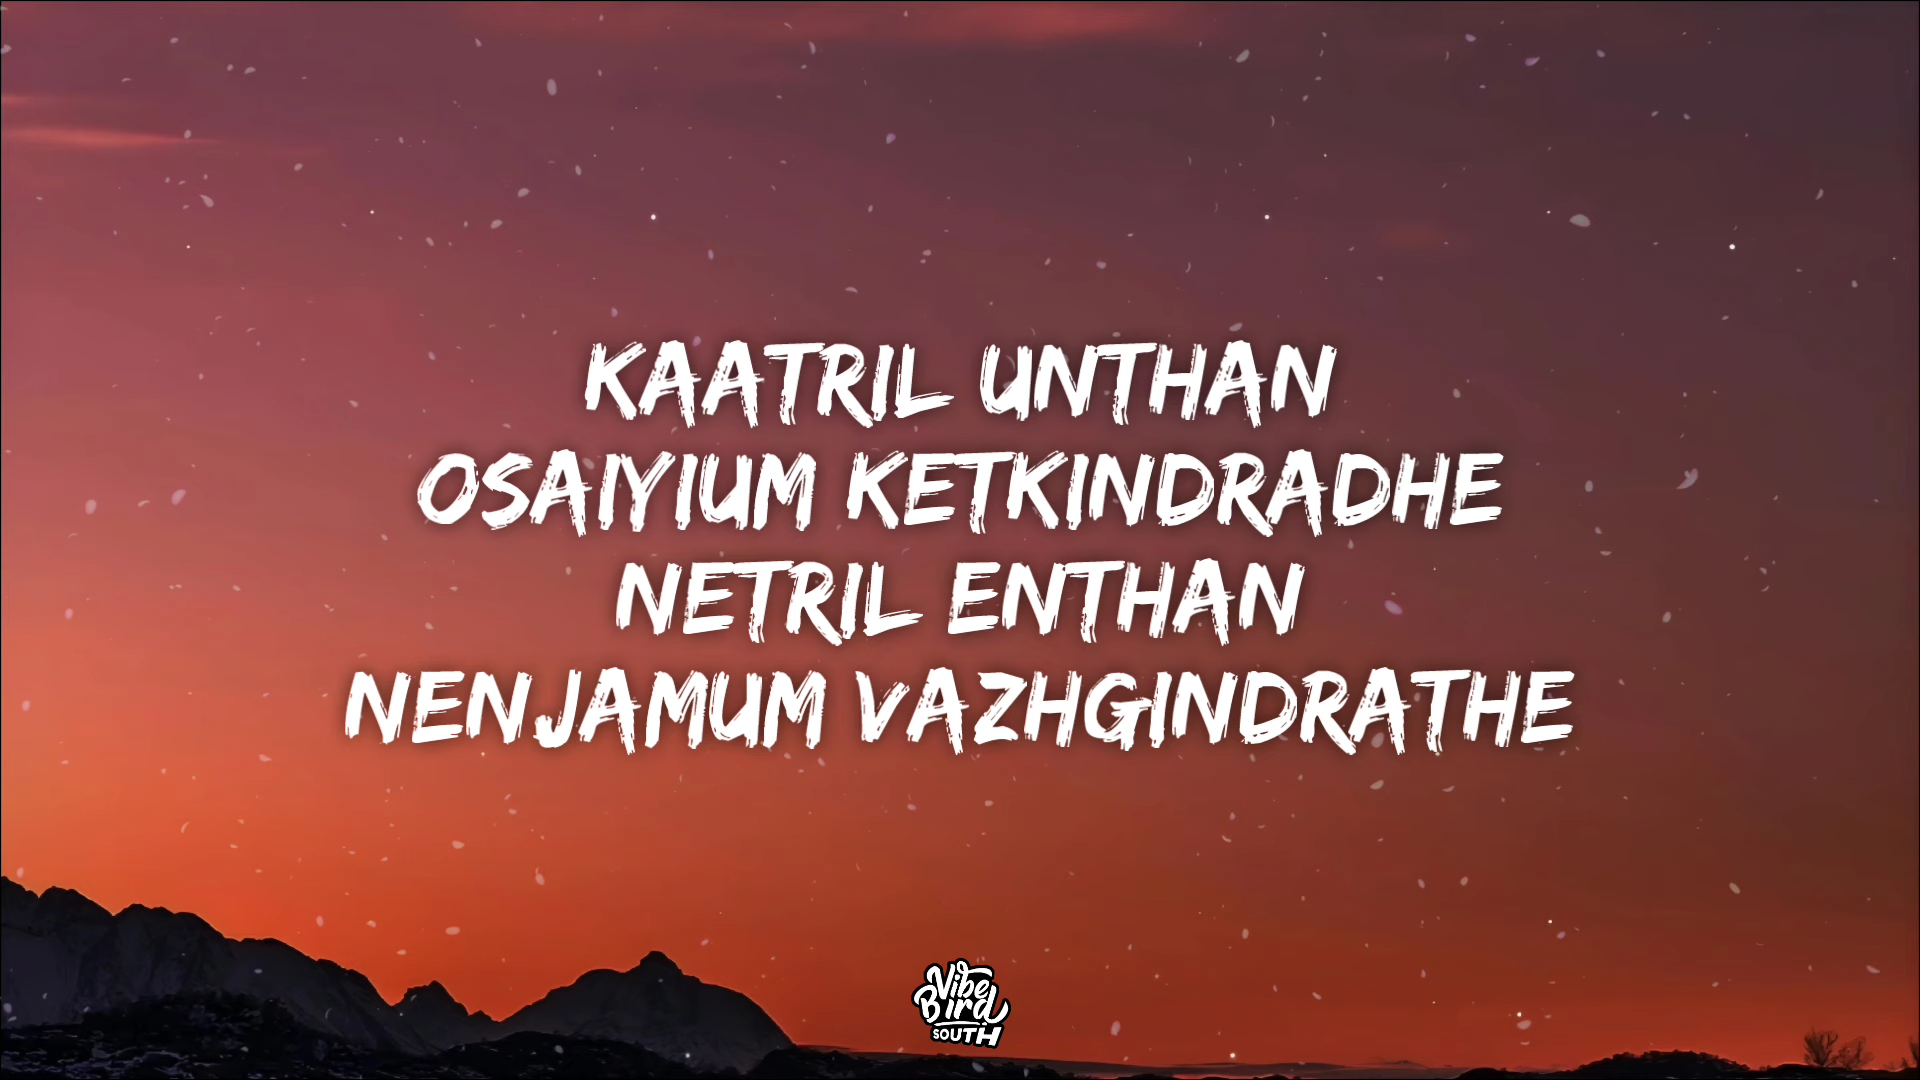 KAATRIL UNTHAN
OSAIYIUM KETKINDRADHE
NETRIL ENTHAN
NENJAMUM VAZHGINDRATHE
Vibe
Bird
SOUTH